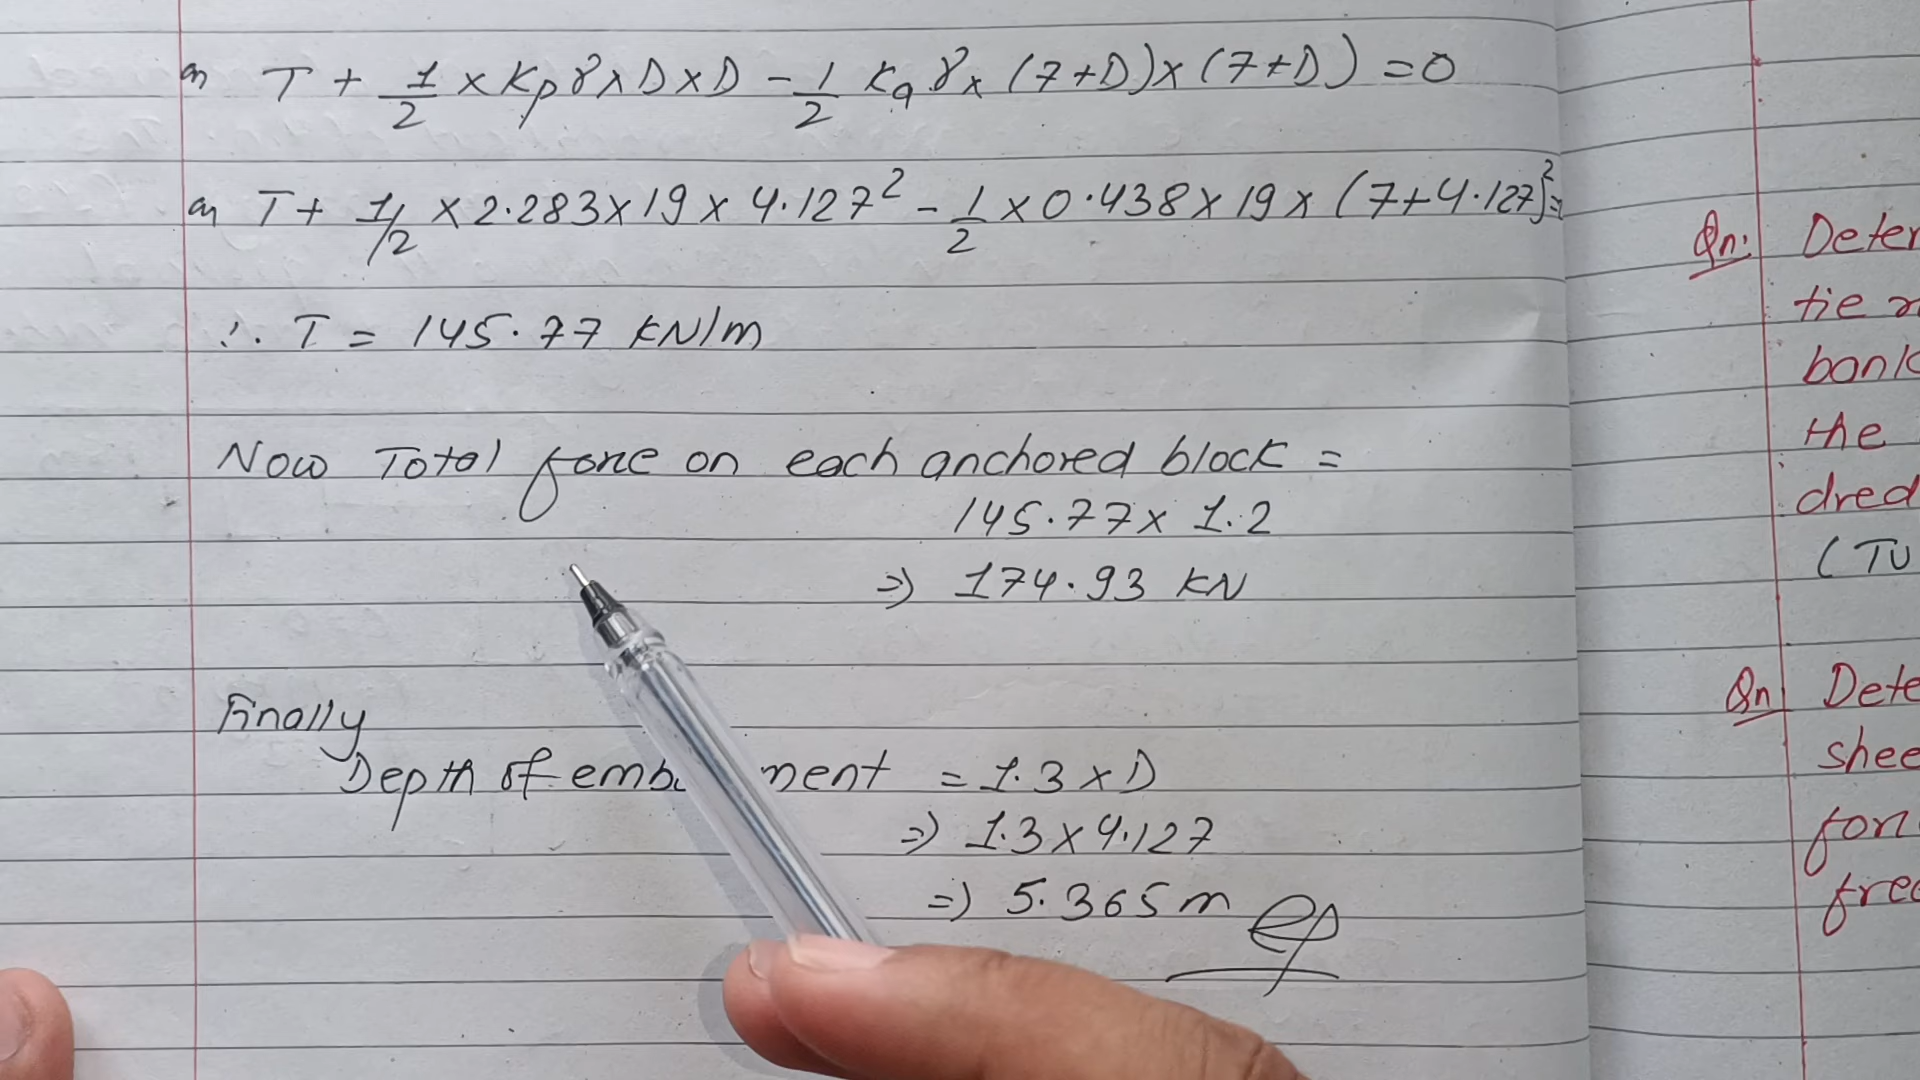 or T + 1/2 × Kp γ × D × D - 1/2 Ka γ × (7+D) × (7+D) = 0
or T + 1/2 × 2.283 × 19 × 4.127² - 1/2 × 0.438 × 19 × (7+4.127)² =
∴ T = 145.77 KN/m
Now Total force on each anchored block =
145.77 × 1.2
⇒ 174.93 KN
Finally
Depth of = 1.3 × D
⇒ 1.3 × 4.127
⇒ 5.365 m
Qn: Deter
tie r
bank
the
dred
(TU
Qn Dete
shee
for
free